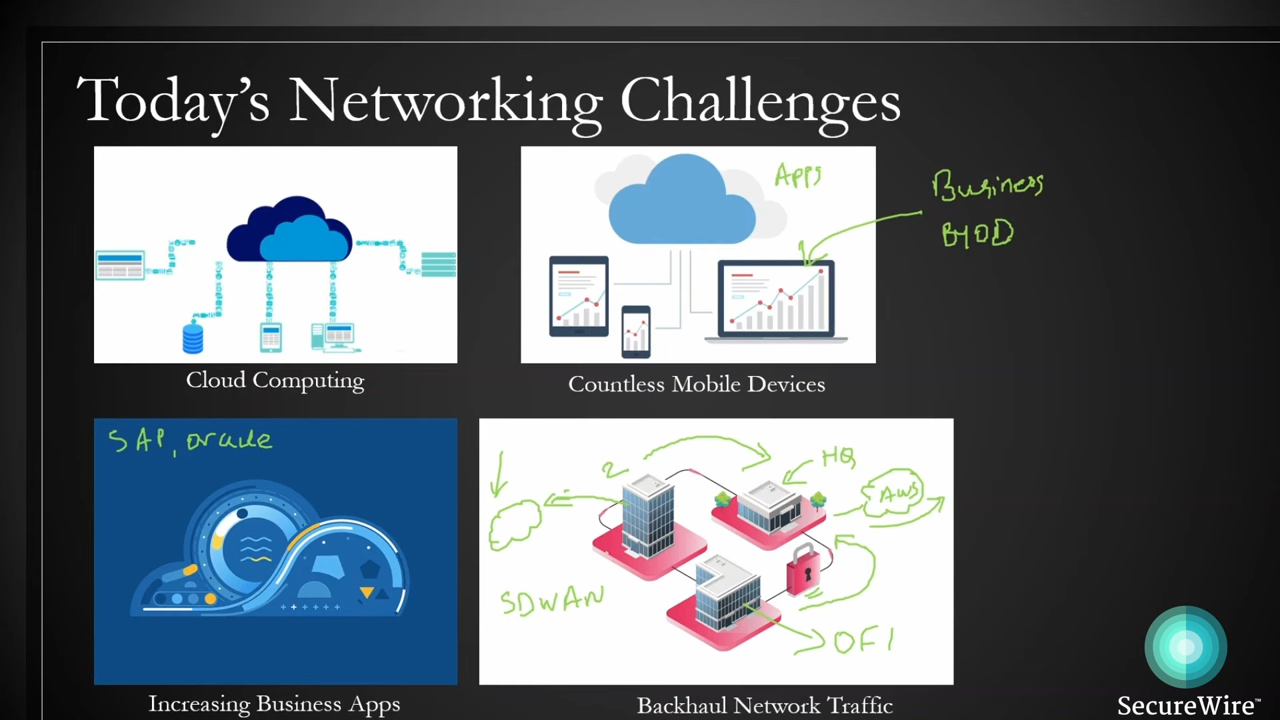 Today's Networking Challenges
Apps
Business
BYOD
Cloud Computing
Countless Mobile Devices
SAP, oracle
2
HQ
AWS
SDWAN
OF1
Increasing Business Apps
Backhaul Network Traffic
SecureWire™